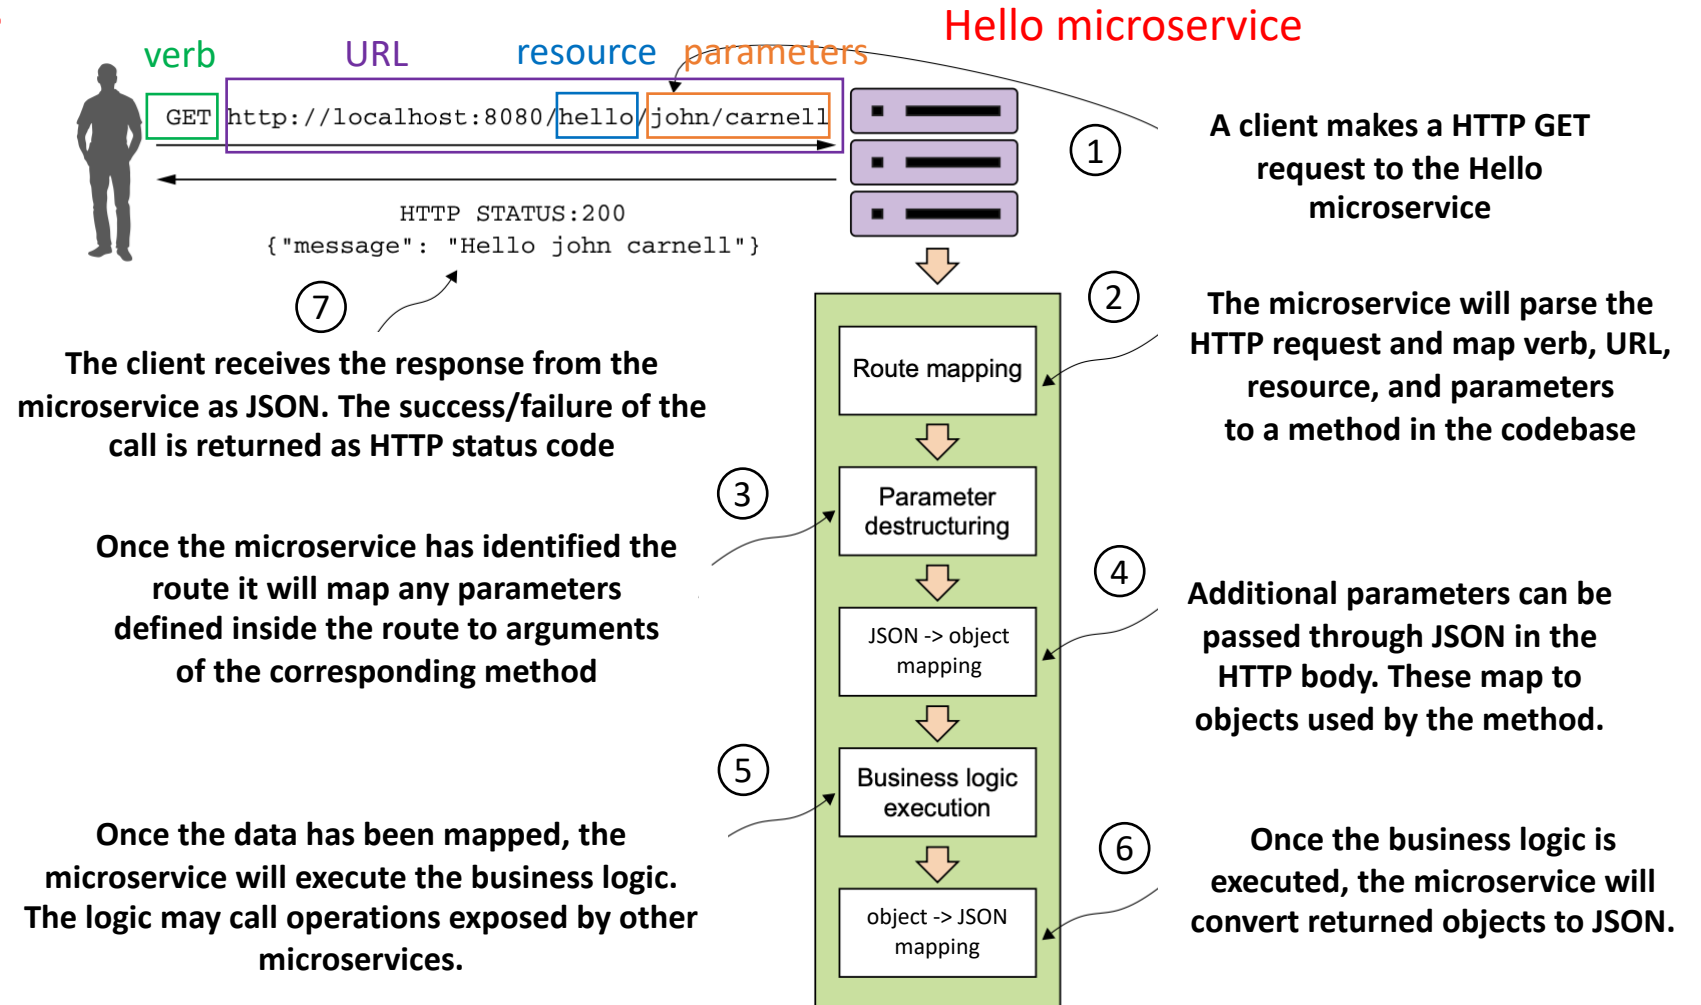 Hello microservice
verb
URL
resource
parameters
GET http://localhost:8080/hello/john/carnell
HTTP STATUS:200
{"message": "Hello john carnell"}
1
A client makes a HTTP GET
request to the Hello
microservice
2
The microservice will parse the
HTTP request and map verb, URL,
resource, and parameters
to a method in the codebase
7
The client receives the response from the
microservice as JSON. The success/failure of the
call is returned as HTTP status code
Route mapping
3
Once the microservice has identified the
route it will map any parameters
defined inside the route to arguments
of the corresponding method
Parameter
destructuring
4
Additional parameters can be
passed through JSON in the
HTTP body. These map to
objects used by the method.
JSON -> object
mapping
5
Once the data has been mapped, the
microservice will execute the business logic.
The logic may call operations exposed by other
microservices.
Business logic
execution
6
Once the business logic is
executed, the microservice will
convert returned objects to JSON.
object -> JSON
mapping